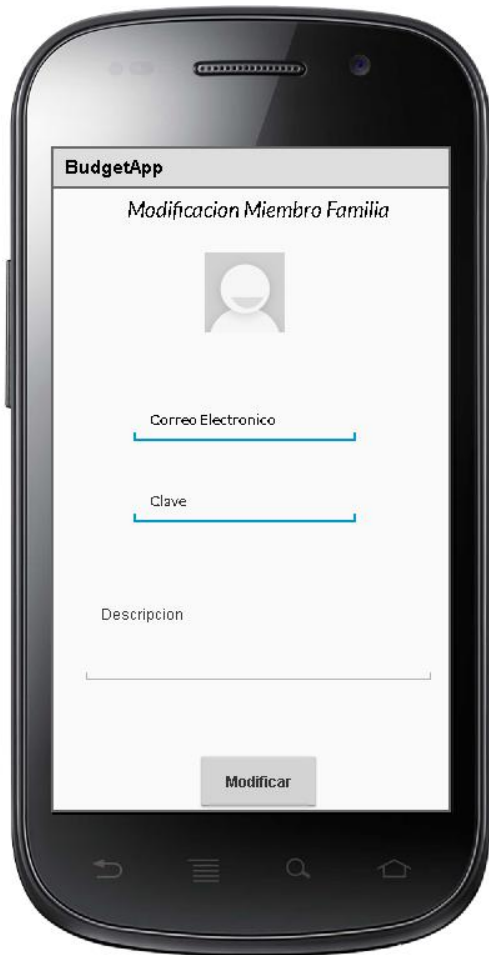 BudgetApp
Modificacion Miembro Familia
Correo Electronico
Clave
Descripcion
Modificar